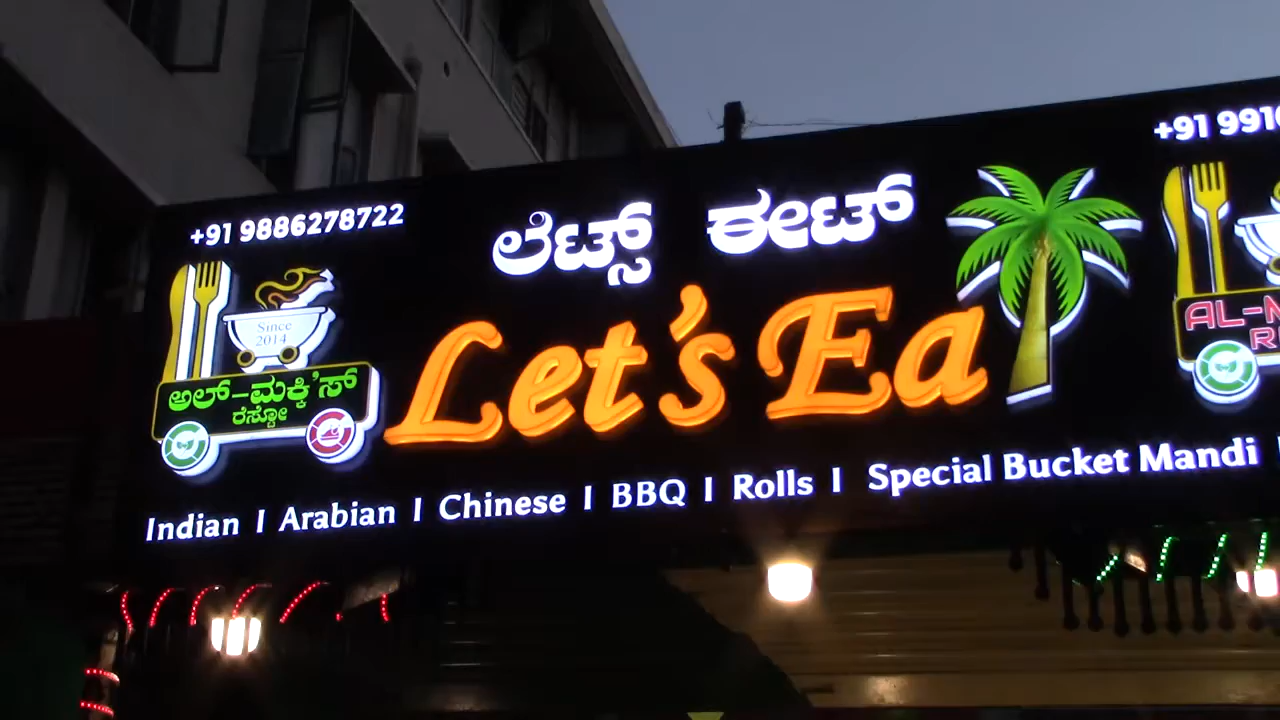 +91 9886278722
+91 991
ಲೆಟ್ಸ್ ಈಟ್
Let's Ea
Since
2014
ಅಲ್-ಮಕ್ಕಿ'ಸ್
ರೆಸ್ಟೋ
AL-
R
Indian I Arabian I Chinese I BBQ I Rolls I Special Bucket Mandi